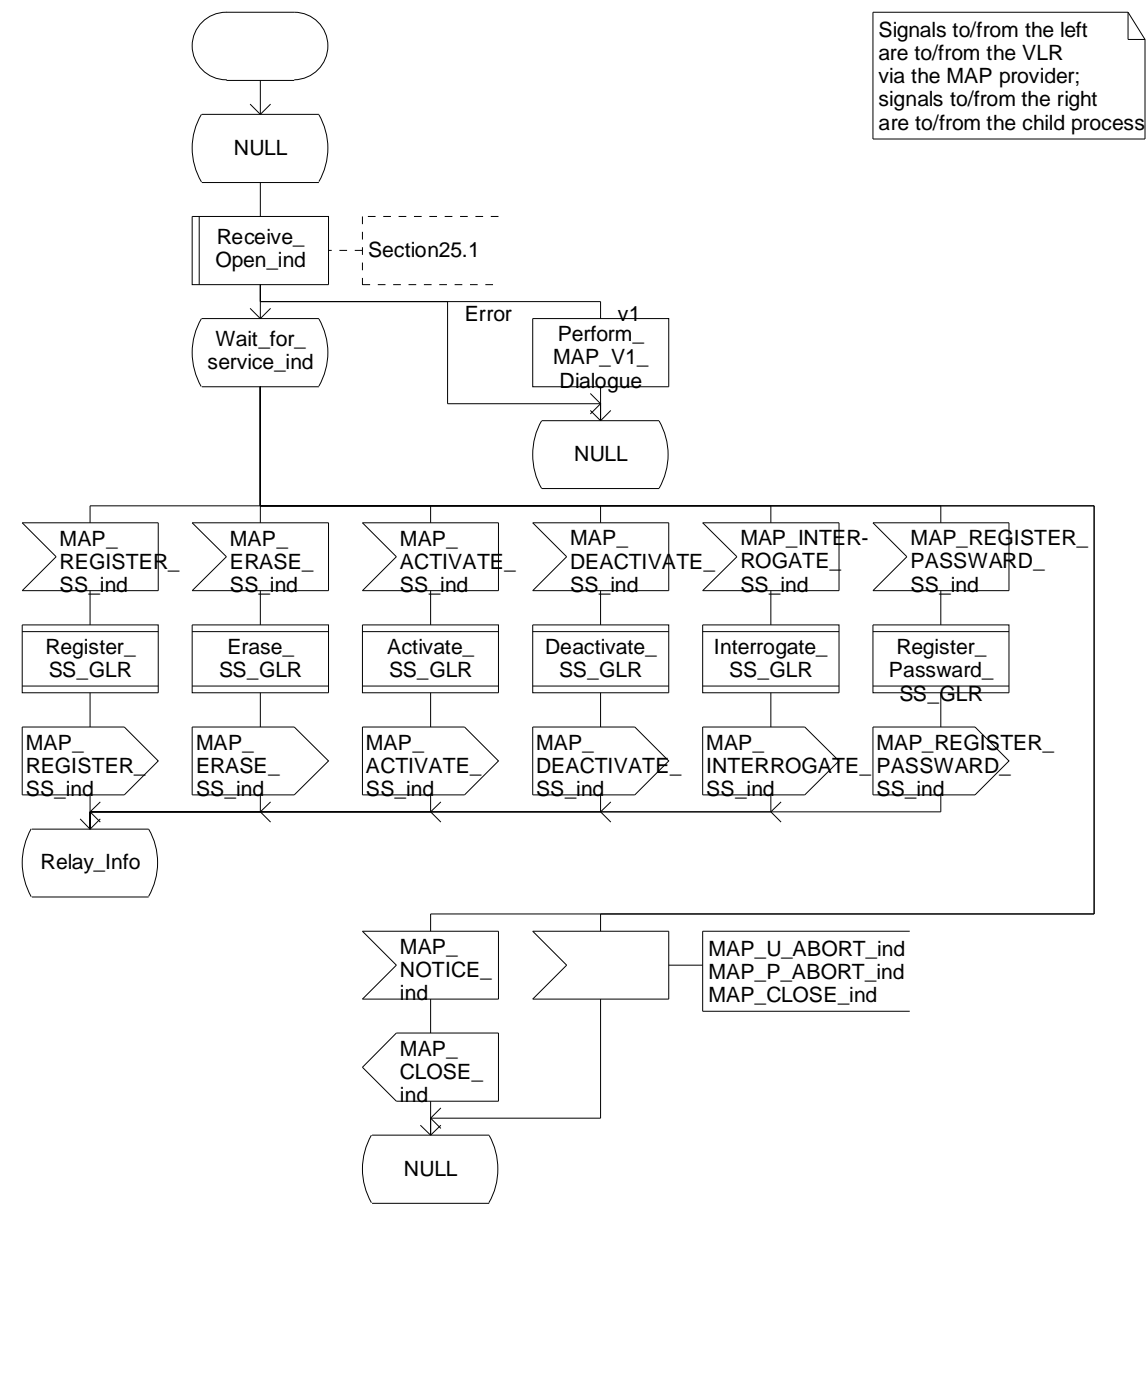 Signals to/from the left
are to/from the VLR
via the MAP provider;
signals to/from the right
are to/from the child process
NULL
Receive_
Open_ind
Section25.1
Error
v1
Wait_for_
service_ind
Perform_
MAP_V1_
Dialogue
NULL
MAP_
REGISTER_
SS_ind
MAP_
ERASE_
SS_ind
MAP_
ACTIVATE_
SS_ind
MAP_
DEACTIVATE_
SS_ind
MAP_INTER-
ROGATE_
SS_ind
MAP_REGISTER_
PASSWARD_
SS_ind
Register_
SS_GLR
Erase_
SS_GLR
Activate_
SS_GLR
Deactivate_
SS_GLR
Interrogate_
SS_GLR
Register_
Passward_
SS_GLR
MAP_
REGISTER_
SS_ind
MAP_
ERASE_
SS_ind
MAP_
ACTIVATE_
SS_ind
MAP_
DEACTIVATE_
SS_ind
MAP_
INTERROGATE_
SS_ind
MAP_REGISTER_
PASSWARD_
SS_ind
Relay_Info
MAP_
NOTICE_
ind
MAP_U_ABORT_ind
MAP_P_ABORT_ind
MAP_CLOSE_ind
MAP_
CLOSE_
ind
NULL